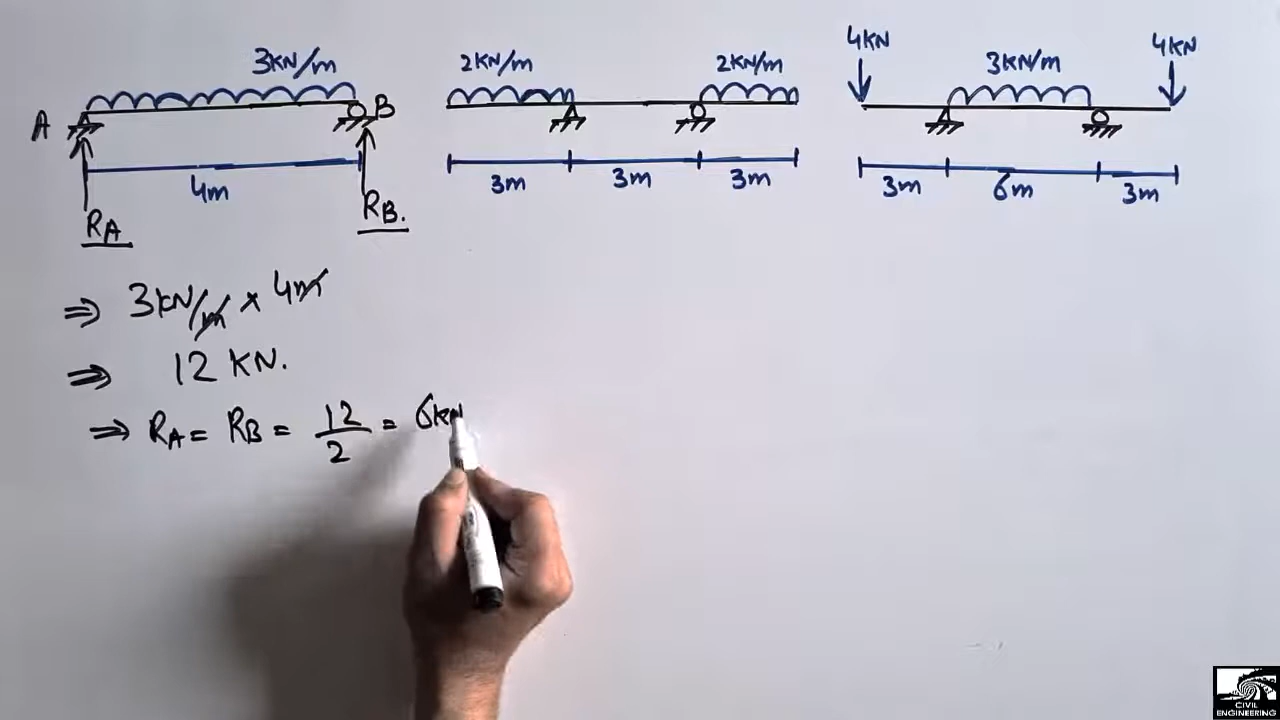 3KN/m
A
B
4m
RA
RB.
2KN/m
2KN/m
3m
3m
3m
4KN
3KN/m
4KN
3m
6m
3m
⇒ 3KN/m × 4m
⇒ 12 KN.
⇒ RA = RB = 12/2 = 6KN
CIVIL
ENGINEERING